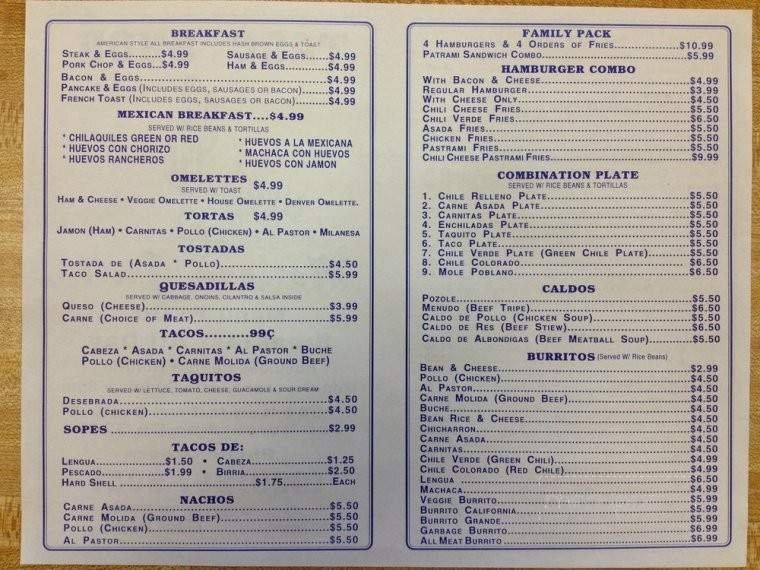 BREAKFAST
AMERICAN STYLE ALL BREAKFAST INCLUDES HASH BROWN EGGS & TOAST
STEAK & EGGS..........$4.99 SAUSAGE & EGGS.......$4.99
PORK CHOP & EGGS...$4.99 HAM & EGGS............$4.99
BACON & EGGS..........$4.99
PANCAKE & EGGS (INCLUDES EGGS, SAUSAGES OR BACON).......$4.99
FRENCH TOAST (INCLUDES EGGS, SAUSAGES OR BACON)..........$4.99
MEXICAN BREAKFAST....$4.99
SERVED W/ RICE BEANS & TORTILLAS
* CHILAQUILES GREEN OR RED * HUEVOS A LA MEXICANA
* HUEVOS CON CHORIZO * MACHACA CON HUEVOS
* HUEVOS RANCHEROS * HUEVOS CON JAMON
OMELETTES $4.99
SERVED W/ TOAST
HAM & CHEESE • VEGGIE OMELETTE • HOUSE OMELETTE • DENVER OMELETTE.
TORTAS $4.99
JAMON (HAM) • CARNITAS • POLLO (CHICKEN) • AL PASTOR • MILANESA
TOSTADAS
TOSTADA DE (ASADA * POLLO)..........$4.50
TACO SALAD..........$5.99
QUESADILLAS
SERVED W/ CABBAGE, ONOINS, CILANTRO & SALSA INSIDE
QUESO (CHEESE)..........$3.99
CARNE (CHOICE OF MEAT)..........$5.99
TACOS..........99Ç
CABEZA * ASADA * CARNITAS * AL PASTOR * BUCHE
POLLO (CHICKEN) • CARNE MOLIDA (GROUND BEEF)
TAQUITOS
SERVED W/ LETTUCE, TOMATO, CHEESE, GUACAMOLE & SOUR CREAM
DESEBRADA..........$4.50
POLLO (CHICKEN)..........$4.50
SOPES ..........$2.99
TACOS DE:
LENGUA..........$1.50 • CABEZA..........$1.25
PESCADO..........$1.99 • BIRRIA..........$2.50
HARD SHELL ..........$1.75..........EACH
NACHOS
CARNE ASADA..........$5.50
CARNE MOLIDA (GROUND BEEF)..........$5.50
POLLO (CHICKEN)..........$5.50
AL PASTOR..........$5.50
FAMILY PACK
4 HAMBURGERS & 4 ORDERS OF FRIES..........$10.99
PATRAMI SANDWICH COMBO..........$5.99
HAMBURGER COMBO
WITH BACON & CHEESE..........$4.99
REGULAR HAMBURGER..........$3.99
WITH CHEESE ONLY..........$4.50
CHILI CHEESE FRIES..........$5.50
CHILI VERDE FRIES..........$6.50
ASADA FRIES..........$5.50
CHICKEN FRIES..........$5.50
PASTRAMI FRIES..........$5.50
CHILI CHEESE PASTRAMI FRIES..........$9.99
COMBINATION PLATE
SERVED W/ RICE BEANS & TORTILLAS
1. CHILE RELLENO PLATE..........$5.50
2. CARNE ASADA PLATE..........$5.50
3. CARNITAS PLATE..........$5.50
4. ENCHILADAS PLATE..........$5.50
5. TAQUITO PLATE..........$5.50
6. TACO PLATE..........$5.50
7. CHILE VERDE PLATE (GREEN CHILE PLATE)..........$5.50
8. CHILE COLORADO..........$6.50
9. MOLE POBLANO..........$6.50
CALDOS
POZOLE..........$5.50
MENUDO (BEEF TRIPE)..........$6.50
CALDO DE POLLO (CHICKEN SOUP)..........$5.50
CALDO DE RES (BEEF STIEW)..........$6.50
CALDO DE ALBONDIGAS (BEEF MEATBALL SOUP)..........$5.50
BURRITOS (Served W/ Rice Beans)
BEAN & CHEESE..........$2.99
POLLO (CHICKEN)..........$4.50
AL PASTOR..........$4.50
CARNE MOLIDA (GROUND BEEF)..........$4.50
BUCHE..........$4.50
BEAN RICE & CHEESE..........$4.50
CHICHARRON..........$4.50
CARNE ASADA..........$4.50
CARNITAS..........$4.50
CHILE VERDE (GREEN CHILI)..........$4.99
CHILE COLORADO (RED CHILE)..........$4.99
LENGUA ..........$6.50
MACHACA..........$4.99
VEGGIE BURRITO..........$5.99
BURRITO CALIFORNIA..........$5.99
BURRITO GRANDE..........$5.99
GARBAGE BURRITO..........$6.99
ALL MEAT BURRITO ..........$6.99